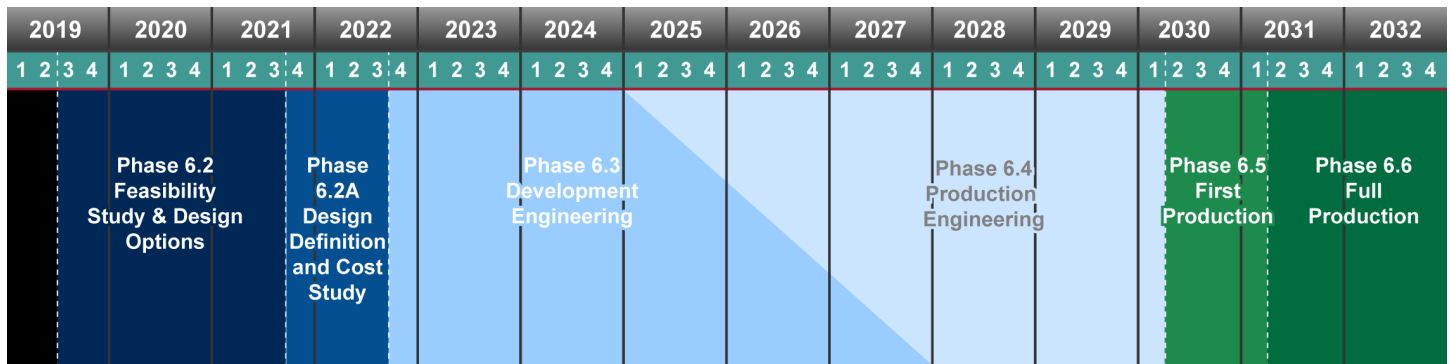 2019 2020 2021 2022 2023 2024 2025 2026 2027 2028 2029 2030 2031 2032
1 2 3 4 1 2 3 4 1 2 3 4 1 2 3 4 1 2 3 4 1 2 3 4 1 2 3 4 1 2 3 4 1 2 3 4 1 2 3 4 1 2 3 4 1 2 3 4 1 2 3 4 1 2 3 4
Phase 6.2
Feasibility
Study & Design
Options
Phase
6.2A
Design
Definition
and Cost
Study
Phase 6.3
Development
Engineering
Phase 6.4
Production
Engineering
Phase 6.5
First
Production
Phase 6.6
Full
Production